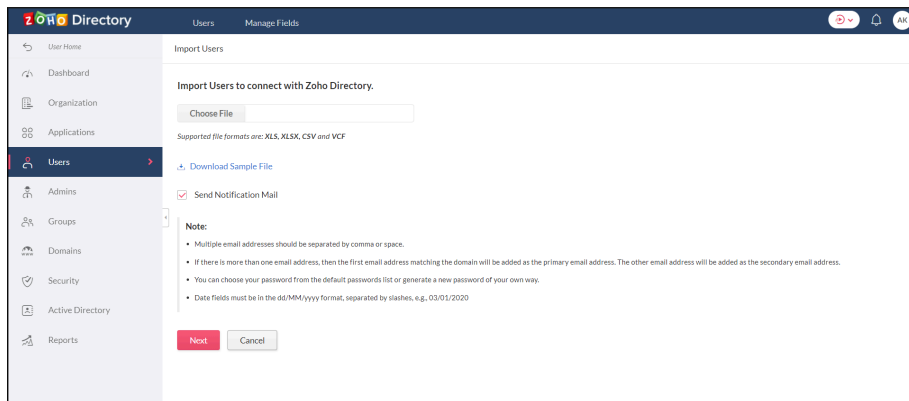 ZOHO Directory
Users
Manage Fields
AK
User Home
Import Users
Dashboard
Organization
Applications
Users
Admins
Groups
Domains
Security
Active Directory
Reports
Import Users to connect with Zoho Directory.
Choose File
Supported file formats are: XLS, XLSX, CSV and VCF
Download Sample File
Send Notification Mail
Note:
• Multiple email addresses should be separated by comma or space.
• If there is more than one email address, then the first email address matching the domain will be added as the primary email address. The other email address will be added as the secondary email address.
• You can choose your password from the default passwords list or generate a new password of your own way.
• Date fields must be in the dd/MM/yyyy format, separated by slashes, e.g., 03/01/2020
Next
Cancel